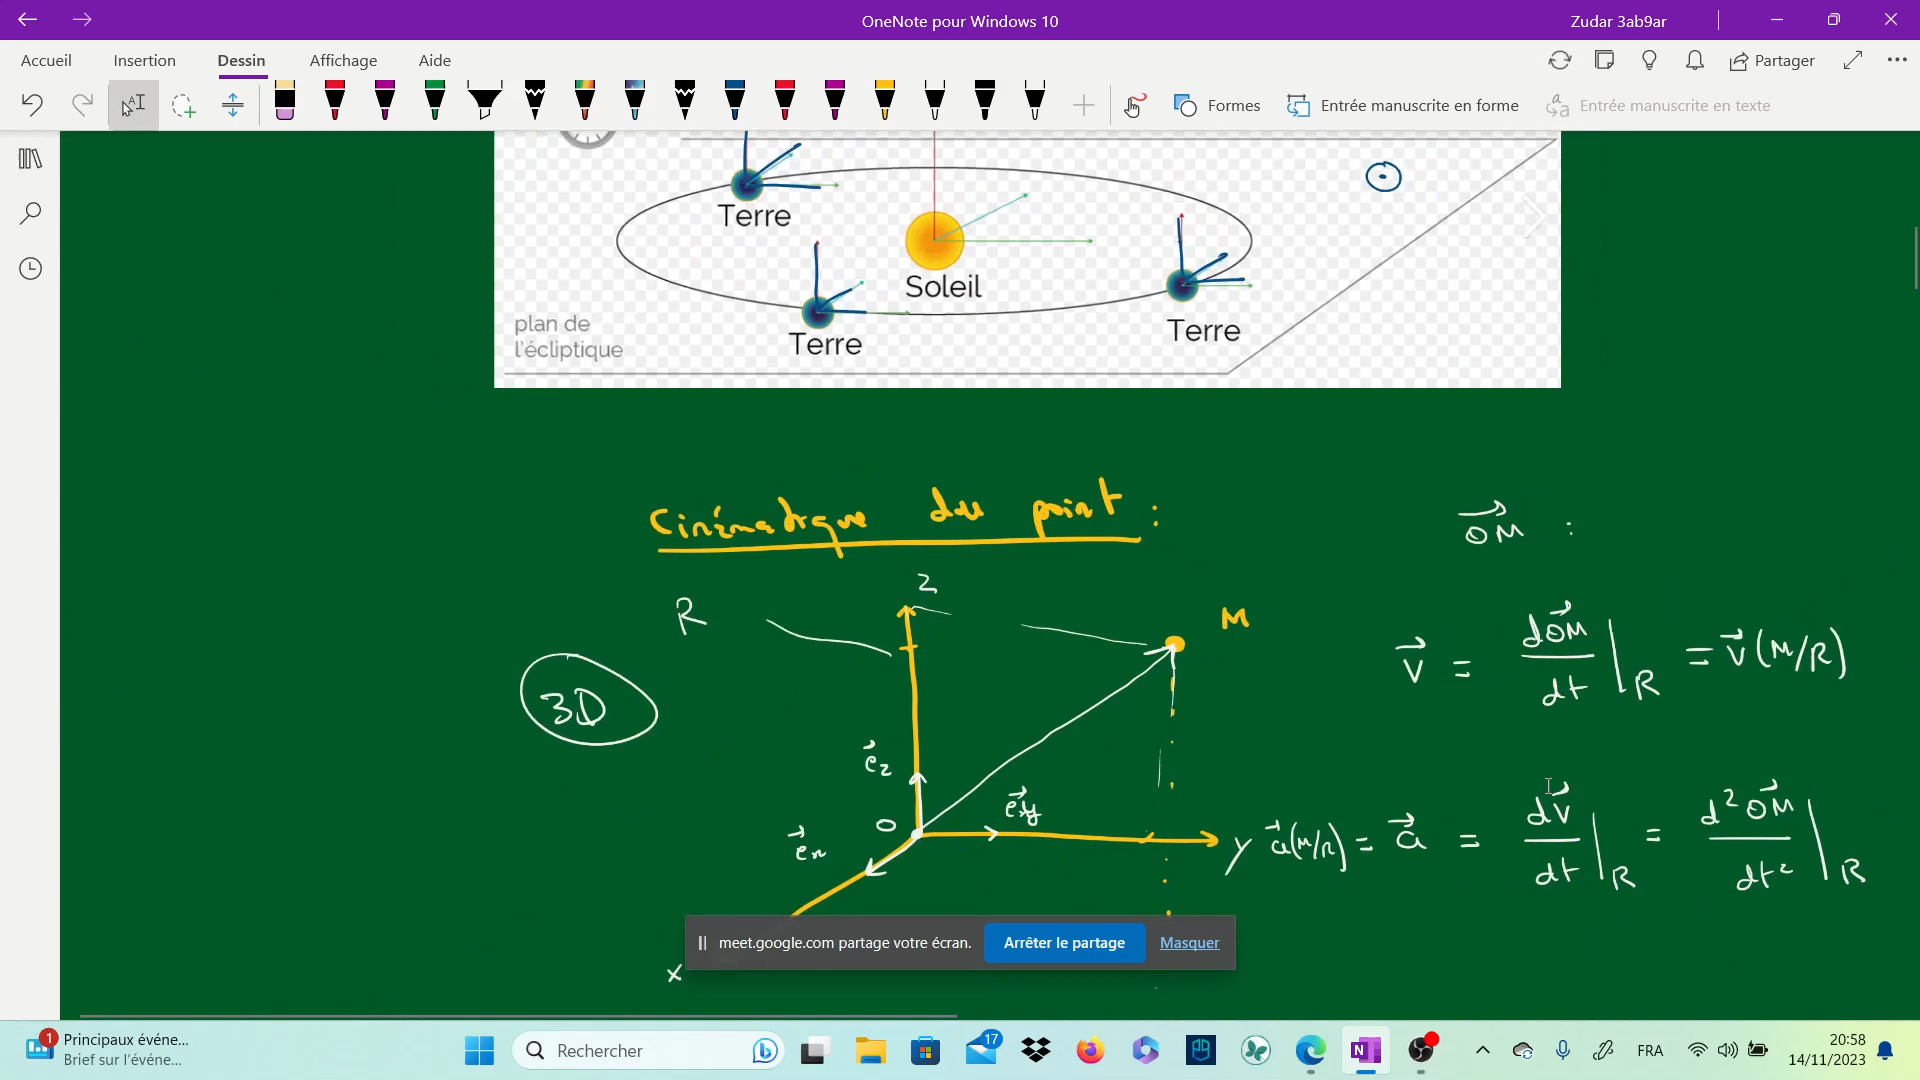 OneNote pour Windows 10
Zudar 3ab9ar
Accueil
Insertion
Dessin
Affichage
Aide
Partager
Formes
Entrée manuscrite en forme
Entrée manuscrite en texte
Terre
Soleil
Terre
Terre
plan de
l'écliptique
Cinématique du point :
OM⃗ :
R
z
M
3D
V⃗ = dOM⃗/dt |R = V⃗(M/R)
e⃗z
e⃗y
O
e⃗x
y
a⃗(M/R) = a⃗ = dV⃗/dt |R = d²OM⃗/dt² |R
x
meet.google.com partage votre écran.
Arrêter le partage
Masquer
1
Principaux événe...
Brief sur l'événe...
Rechercher
17
FRA
20:58
14/11/2023